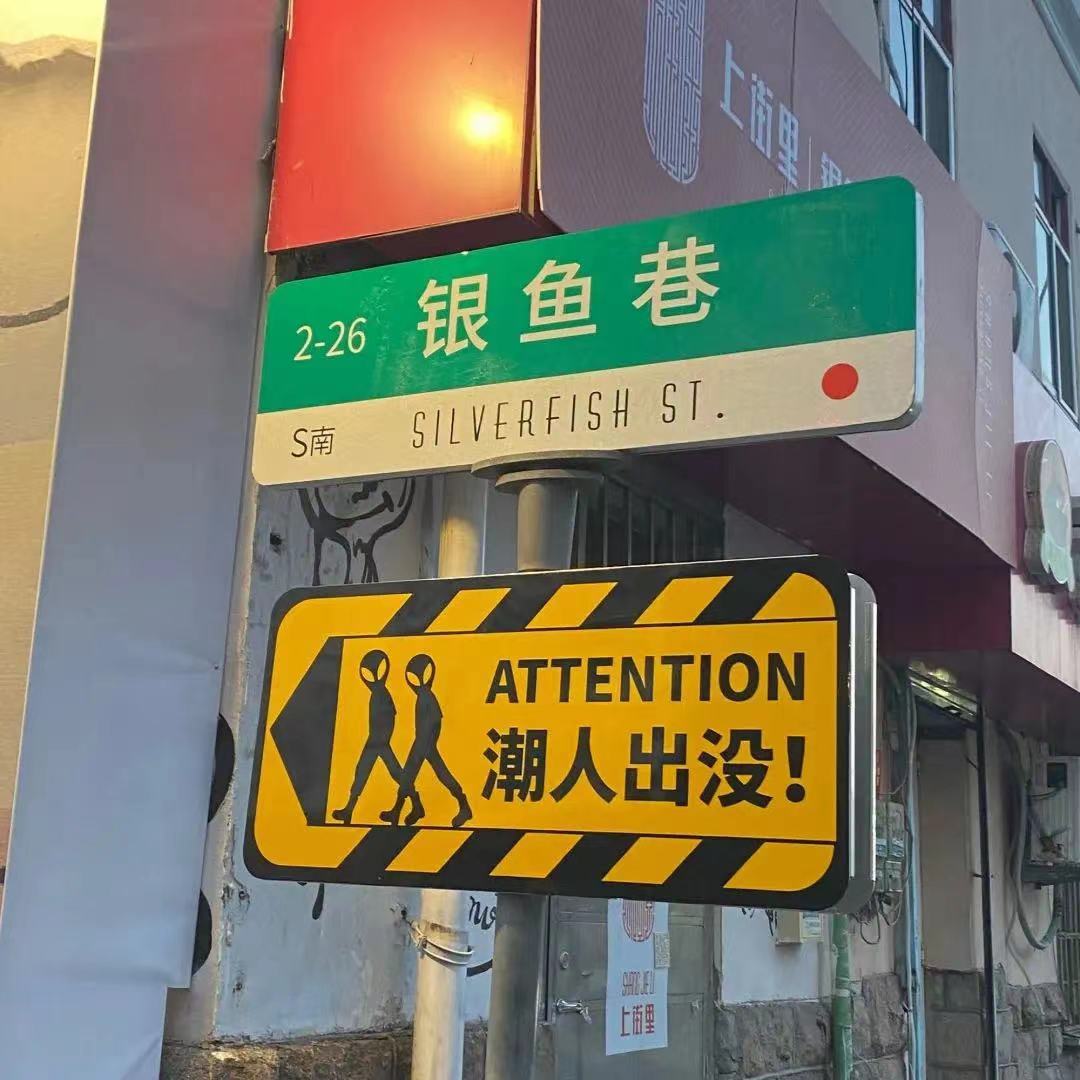 上街里
2-26 银鱼巷
S南 SILVERFISH ST.
ATTENTION
潮人出没!
SHANG JIE LI
上街里